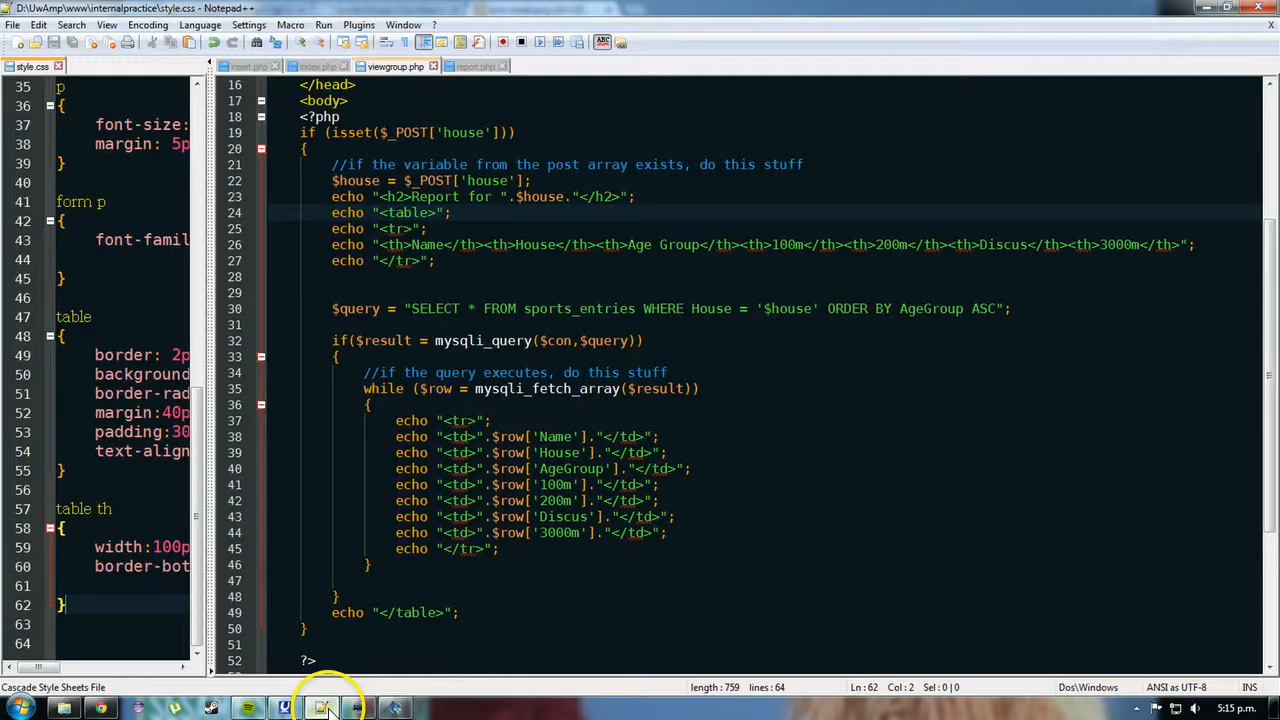 D:\UwAmp\www\internalpractice\style.css - Notepad++
File Edit Search View Encoding Language Settings Macro Run Plugins Window ? X
style.css insert.php index.php viewgroup.php report.php
35 p
36 {
37 font-size:
38 margin: 5p
39 }
40
41 form p
42 {
43 font-famil
44
45 }
46
47 table
48 {
49 border: 2p
50 background
51 border-rad
52 margin:40p
53 padding:30
54 text-align
55 }
56
57 table th
58 {
59 width:100p
60 border-bot
61
62 }
63
64
16 </head>
17 <body>
18 <?php
19 if (isset($_POST['house']))
20 {
21 //if the variable from the post array exists, do this stuff
22 $house = $_POST['house'];
23 echo "<h2>Report for ".$house."</h2>";
24 echo "<table>";
25 echo "<tr>";
26 echo "<th>Name</th><th>House</th><th>Age Group</th><th>100m</th><th>200m</th><th>Discus</th><th>3000m</th>";
27 echo "</tr>";
28
29
30 $query = "SELECT * FROM sports_entries WHERE House = '$house' ORDER BY AgeGroup ASC";
31
32 if($result = mysqli_query($con,$query))
33 {
34 //if the query executes, do this stuff
35 while ($row = mysqli_fetch_array($result))
36 {
37 echo "<tr>";
38 echo "<td>".$row['Name']."</td>";
39 echo "<td>".$row['House']."</td>";
40 echo "<td>".$row['AgeGroup']."</td>";
41 echo "<td>".$row['100m']."</td>";
42 echo "<td>".$row['200m']."</td>";
43 echo "<td>".$row['Discus']."</td>";
44 echo "<td>".$row['3000m']."</td>";
45 echo "</tr>";
46 }
47
48 }
49 echo "</table>";
50 }
51
52 ?>
Cascade Style Sheets File length : 759 lines : 64 Ln : 62 Col : 2 Sel : 0 | 0 Dos\Windows ANSI as UTF-8 INS
5:15 p.m.